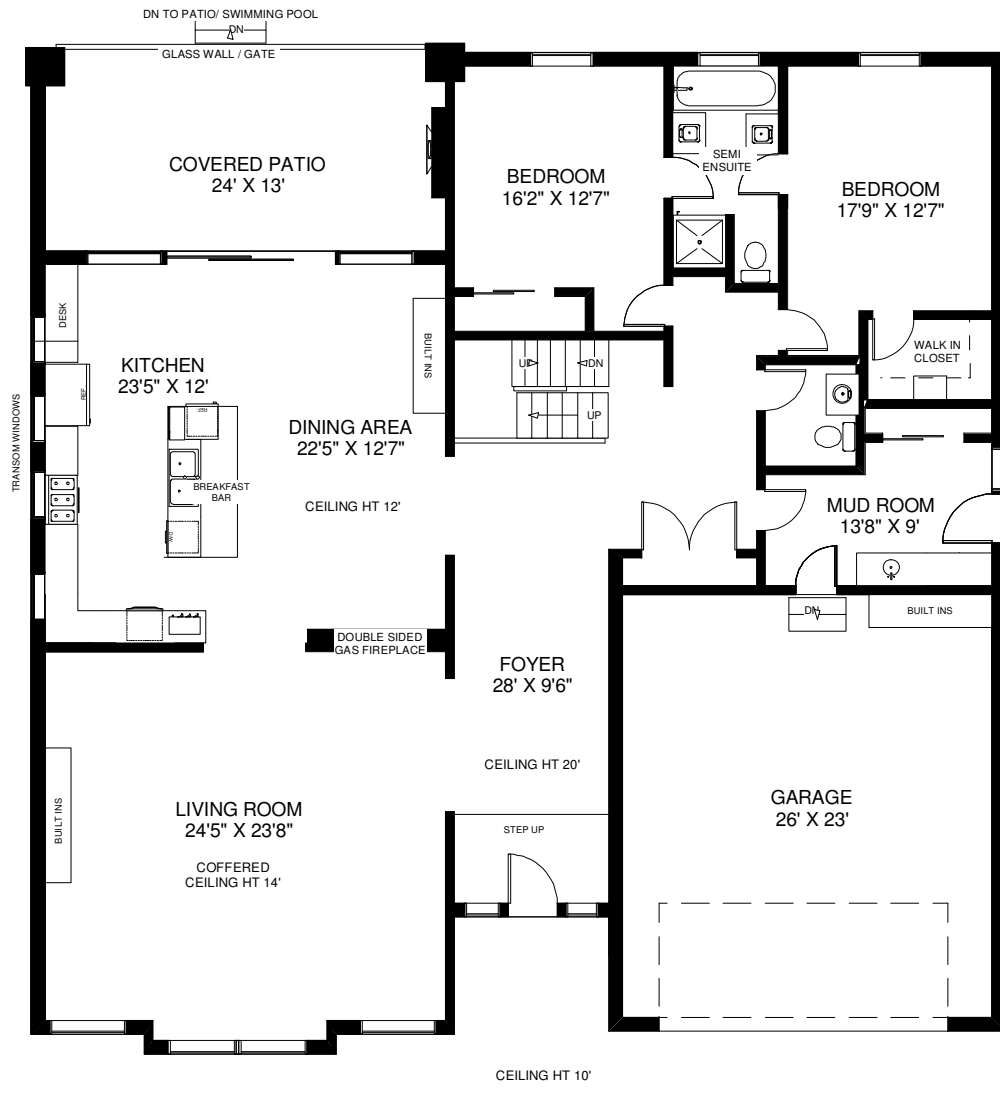 DN TO PATIO/ SWIMMING POOL
DN
GLASS WALL / GATE
COVERED PATIO
24' X 13'
BEDROOM
16'2" X 12'7"
SEMI
ENSUITE
BEDROOM
17'9" X 12'7"
DESK
KITCHEN
23'5" X 12'
REF.
TRANSOM WINDOWS
BUILT INS
UP
DN
UP
WALK IN
CLOSET
REF.
DINING AREA
22'5" X 12'7"
BREAKFAST
BAR
D/W
CEILING HT 12'
MUD ROOM
13'8" X 9'
DN
BUILT INS
DOUBLE SIDED
GAS FIREPLACE
FOYER
28' X 9'6"
CEILING HT 20'
BUILT INS
LIVING ROOM
24'5" X 23'8"
COFFERED
CEILING HT 14'
STEP UP
GARAGE
26' X 23'
CEILING HT 10'